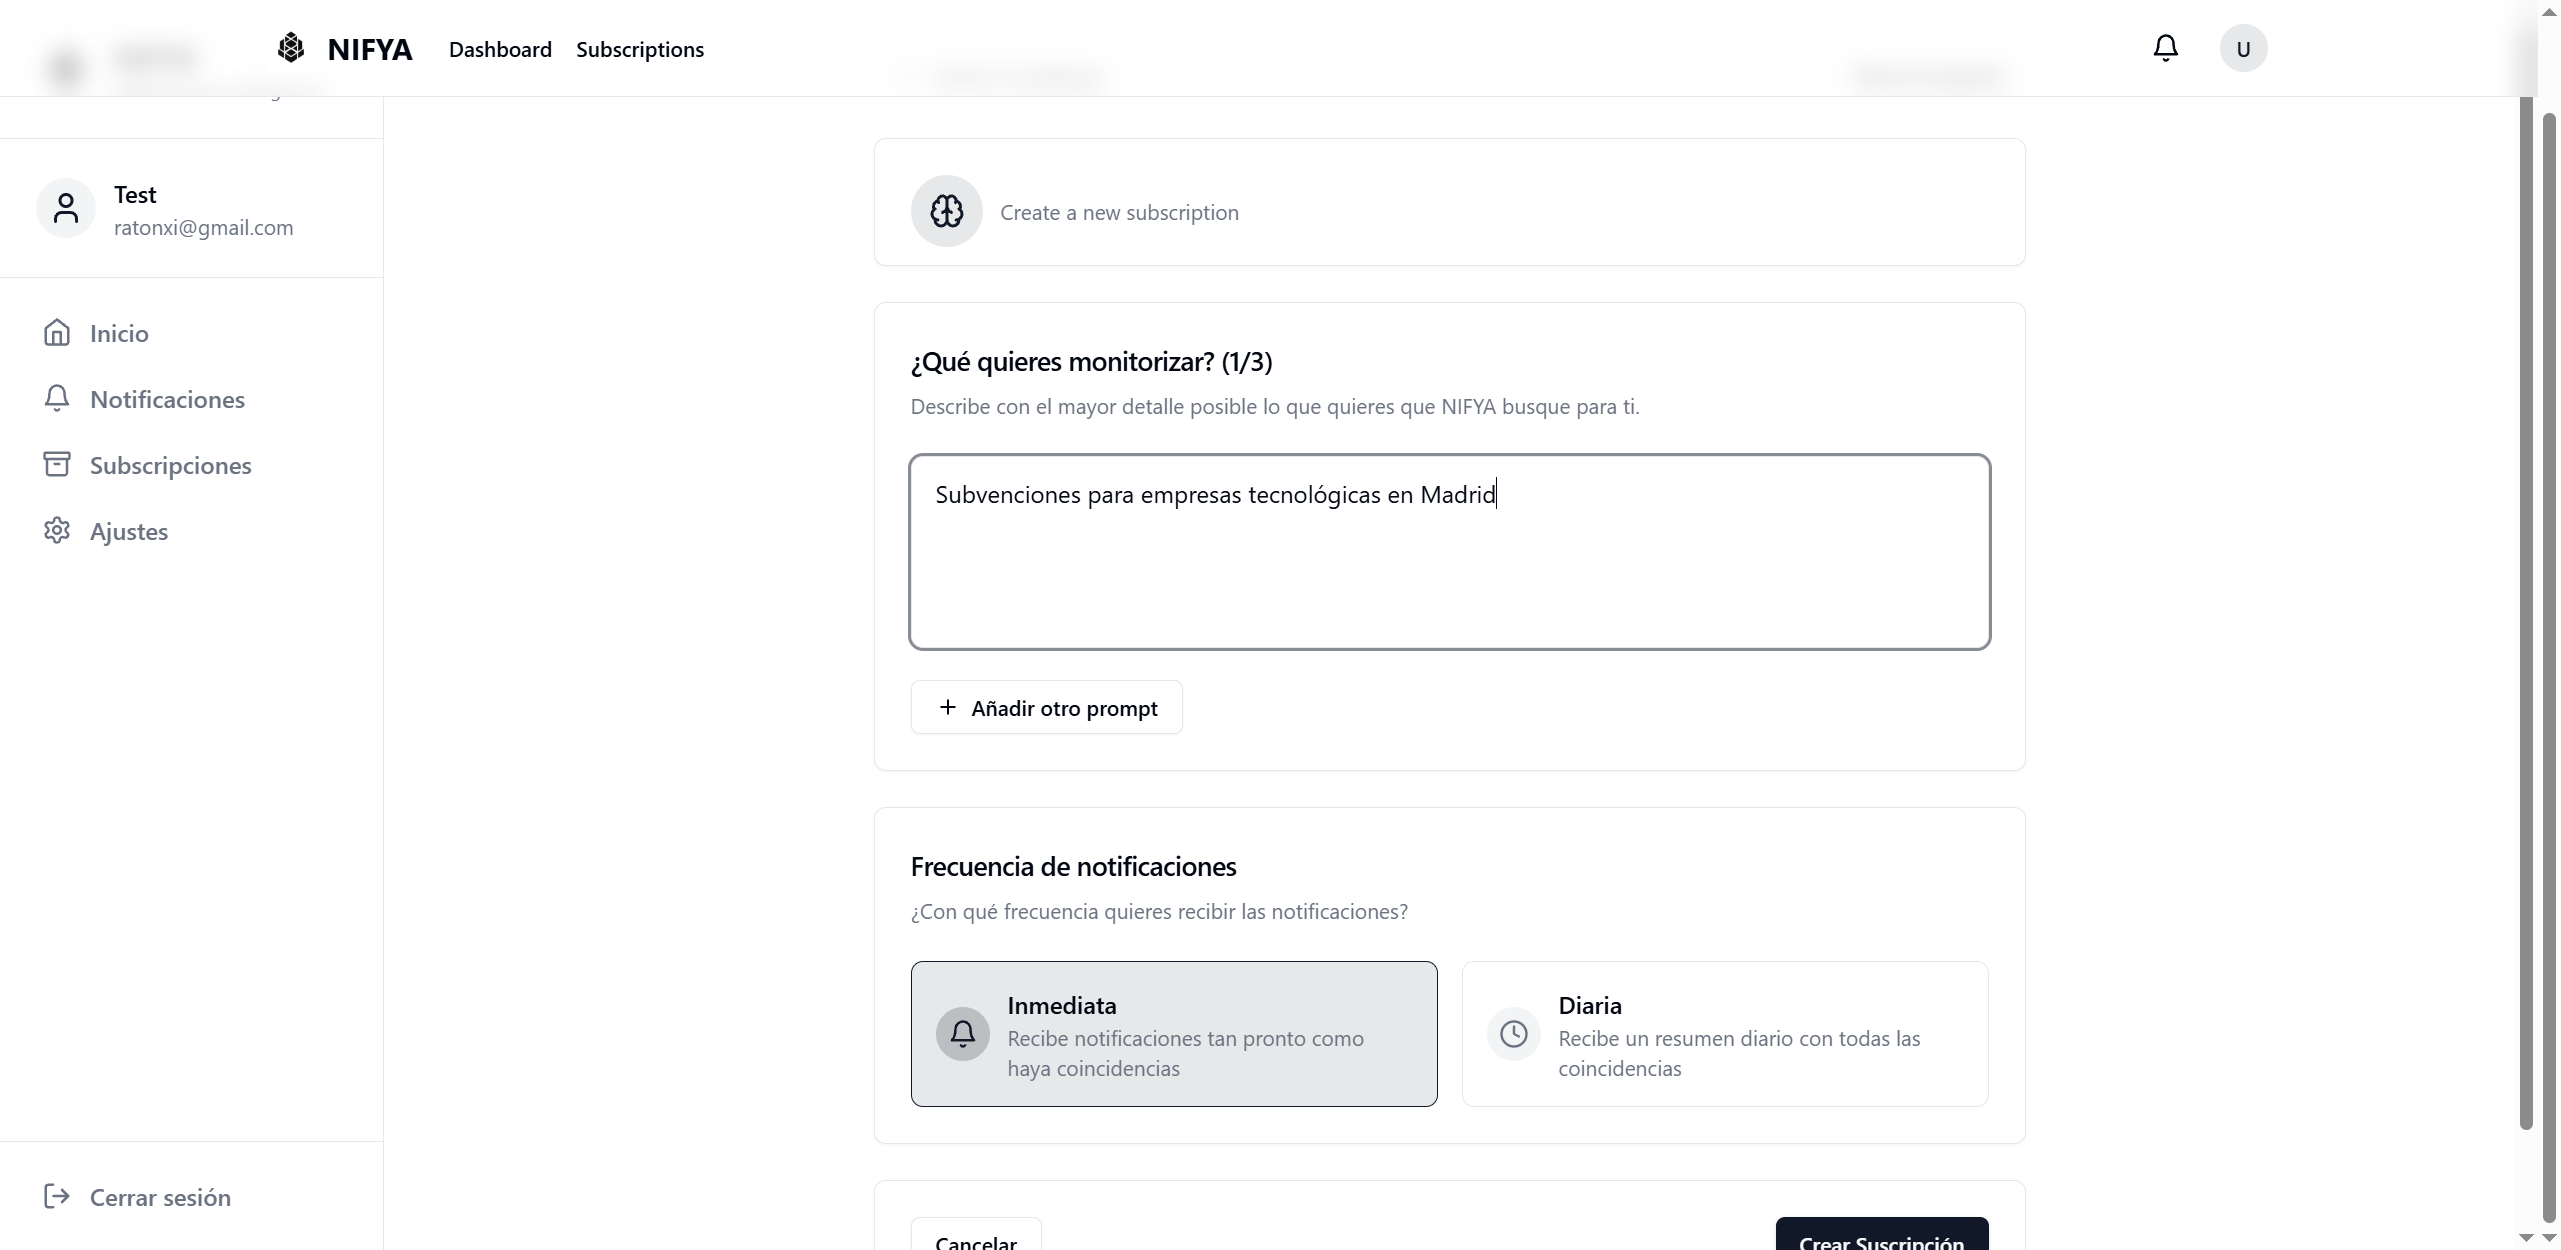 NIFYA
Dashboard
Subscriptions
U
Test
ratonxi@gmail.com
Inicio
Notificaciones
Subscripciones
Ajustes
Cerrar sesión
Create a new subscription
¿Qué quieres monitorizar? (1/3)
Describe con el mayor detalle posible lo que quieres que NIFYA busque para ti.
Subvenciones para empresas tecnológicas en Madrid
+ Añadir otro prompt
Frecuencia de notificaciones
¿Con qué frecuencia quieres recibir las notificaciones?
Inmediata
Recibe notificaciones tan pronto como
haya coincidencias
Diaria
Recibe un resumen diario con todas las
coincidencias
Cancelar
Crear Suscripción